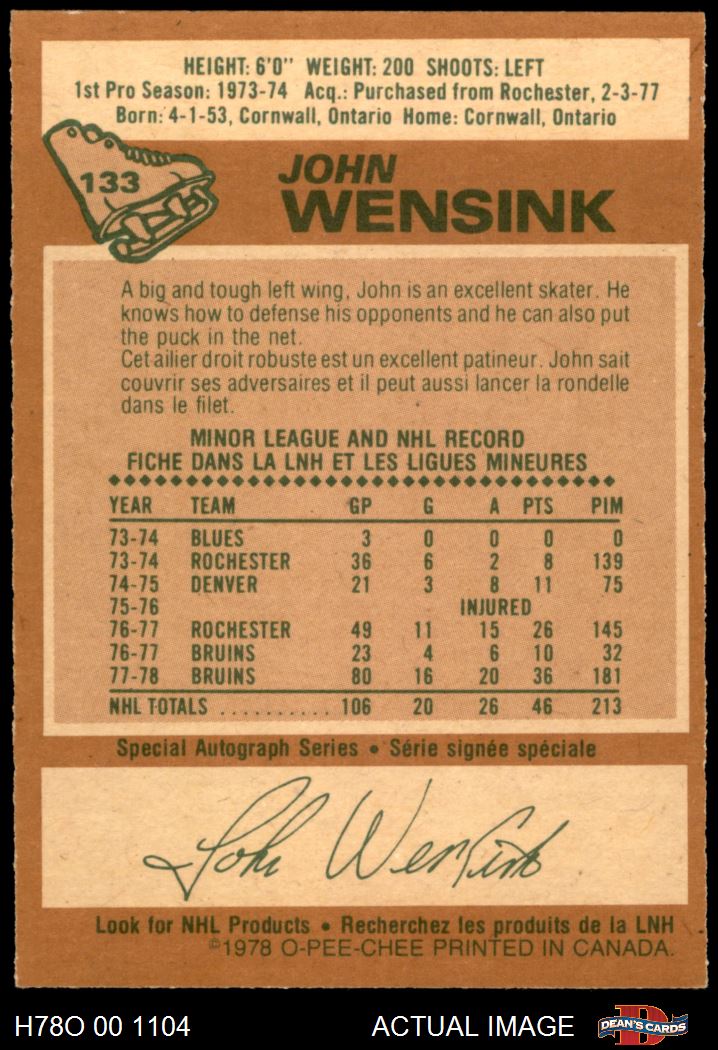 HEIGHT: 6'0" WEIGHT: 200 SHOOTS: LEFT
1st Pro Season: 1973-74 Acq.: Purchased from Rochester, 2-3-77
Born: 4-1-53, Cornwall, Ontario Home: Cornwall, Ontario
133
JOHN
WENSINK
A big and tough left wing, John is an excellent skater. He
knows how to defense his opponents and he can also put
the puck in the net.
Cet ailier droit robuste est un excellent patineur. John sait
couvrir ses adversaires et il peut aussi lancer la rondelle
dans le filet.
MINOR LEAGUE AND NHL RECORD
FICHE DANS LA LNH ET LES LIGUES MINEURES
YEAR TEAM GP G A PTS PIM
73-74 BLUES 3 0 0 0 0
73-74 ROCHESTER 36 6 2 8 139
74-75 DENVER 21 3 8 11 75
75-76 INJURED
76-77 ROCHESTER 49 11 15 26 145
76-77 BRUINS 23 4 6 10 32
77-78 BRUINS 80 16 20 36 181
NHL TOTALS .......... 106 20 26 46 213
Special Autograph Series • Série signée spéciale
John Wensink
Look for NHL Products • Recherchez les produits de la LNH
©1978 O-PEE-CHEE PRINTED IN CANADA.
H78O 00 1104 ACTUAL IMAGE D DEAN'S CARDS